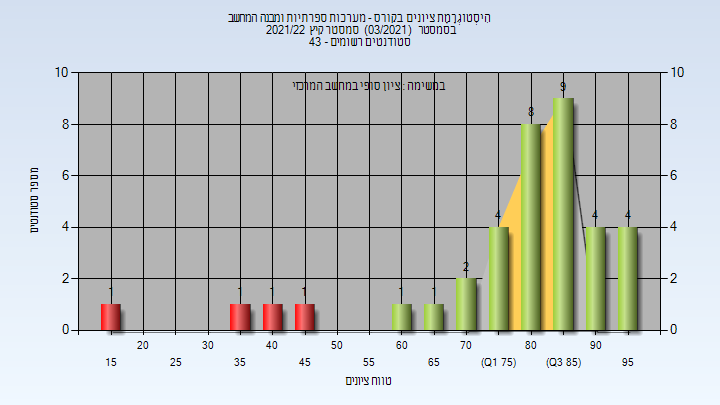 היסטוגרמת ציונים בקורס - מערכות ספרתיות ומבנה המחשב
בסמסטר (03/2021) סמסטר קיץ 2021/22
סטודנטים רשומים - 43
במשימה : ציון סופי במחשב המרכזי
10 10
8 8
6 6
4 4
2 2
0 0
1 1 1 1 1 1 2 4 8 9 4 4
מספר סטודנטים
20 30 40 50 60 70 80 90
15 25 35 45 55 65 (Q1 75) (Q3 85) 95
טווח ציונים